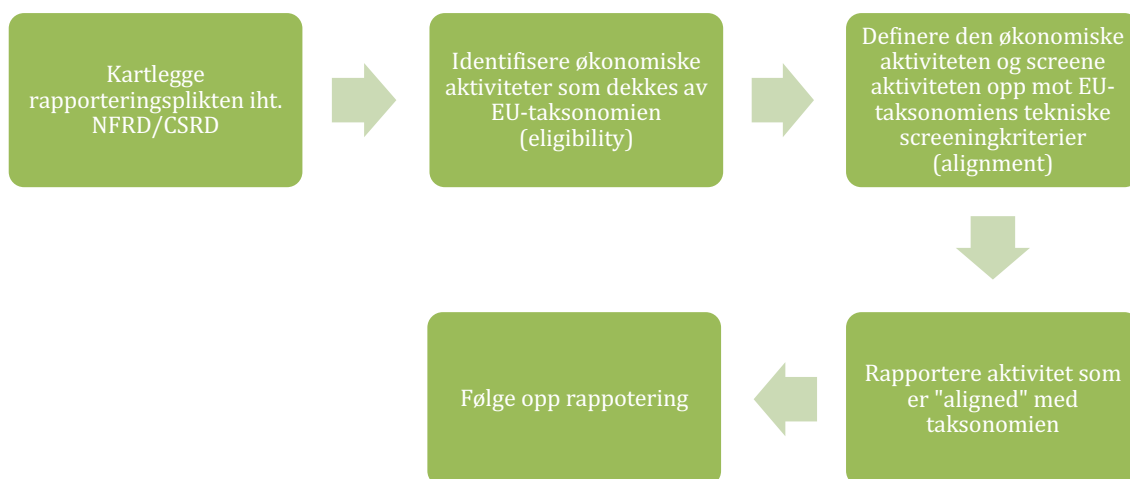 Kartlegge
rapporteringsplikten iht.
NFRD/CSRD
Identifisere økonomiske
aktiviteter som dekkes av
EU-taksonomien
(eligibility)
Definere den økonomiske
aktiviteten og screene
aktiviteten opp mot EU-
taksonomiens tekniske
screeningkriterier
(alignment)
Rapportere aktivitet som
er "aligned" med
taksonomien
Følge opp rappotering